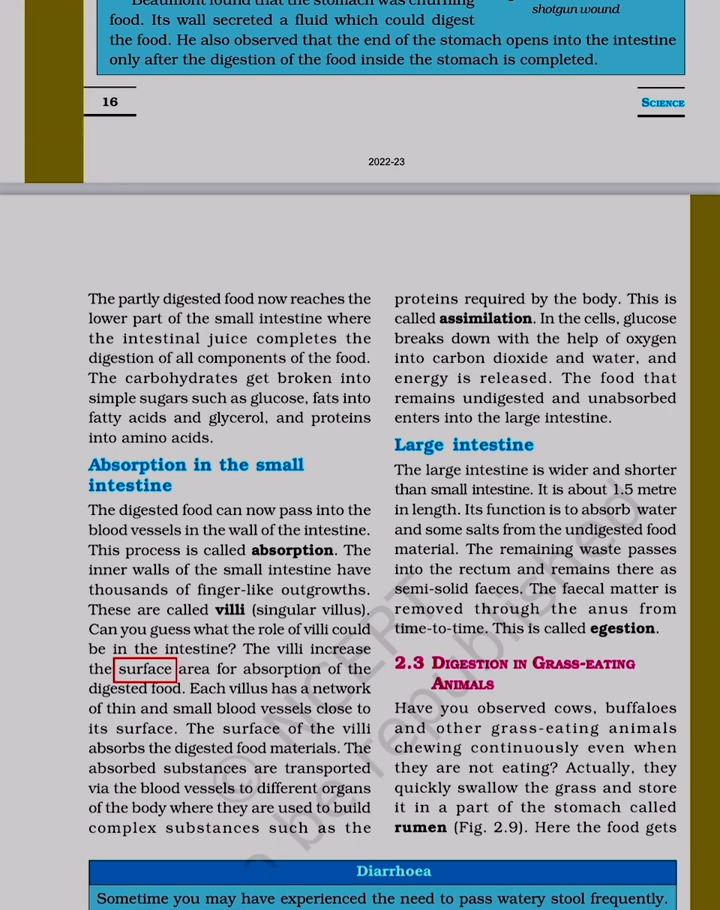 Beaumont found that the stomach was churning
shotgun wound
food. Its wall secreted a fluid which could digest
the food. He also observed that the end of the stomach opens into the intestine
only after the digestion of the food inside the stomach is completed.
16
SCIENCE
2022-23
The partly digested food now reaches the
lower part of the small intestine where
the intestinal juice completes the
digestion of all components of the food.
The carbohydrates get broken into
simple sugars such as glucose, fats into
fatty acids and glycerol, and proteins
into amino acids.
Absorption in the small
intestine
The digested food can now pass into the
blood vessels in the wall of the intestine.
This process is called absorption. The
inner walls of the small intestine have
thousands of finger-like outgrowths.
These are called villi (singular villus).
Can you guess what the role of villi could
be in the intestine? The villi increase
the surface area for absorption of the
digested food. Each villus has a network
of thin and small blood vessels close to
its surface. The surface of the villi
absorbs the digested food materials. The
absorbed substances are transported
via the blood vessels to different organs
of the body where they are used to build
complex substances such as the
proteins required by the body. This is
called assimilation. In the cells, glucose
breaks down with the help of oxygen
into carbon dioxide and water, and
energy is released. The food that
remains undigested and unabsorbed
enters into the large intestine.
Large intestine
The large intestine is wider and shorter
than small intestine. It is about 1.5 metre
in length. Its function is to absorb water
and some salts from the undigested food
material. The remaining waste passes
into the rectum and remains there as
semi-solid faeces. The faecal matter is
removed through the anus from
time-to-time. This is called egestion.
2.3 DIGESTION IN GRASS-EATING
ANIMALS
Have you observed cows, buffaloes
and other grass-eating animals
chewing continuously even when
they are not eating? Actually, they
quickly swallow the grass and store
it in a part of the stomach called
rumen (Fig. 2.9). Here the food gets
© NCERT
be republished
Diarrhoea
Sometime you may have experienced the need to pass watery stool frequently.